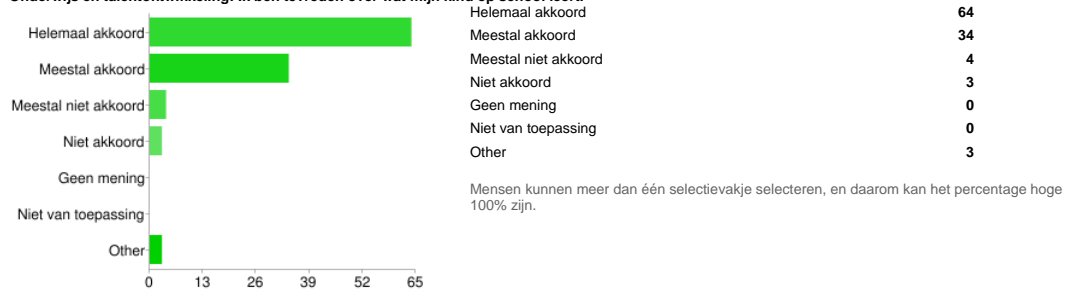 Helemaal akkoord
Meestal akkoord
Meestal niet akkoord
Niet akkoord
Geen mening
Niet van toepassing
Other
0 13 26 39 52 65
Helemaal akkoord 64
Meestal akkoord 34
Meestal niet akkoord 4
Niet akkoord 3
Geen mening 0
Niet van toepassing 0
Other 3
Mensen kunnen meer dan één selectievakje selecteren, en daarom kan het percentage hoge
100% zijn.